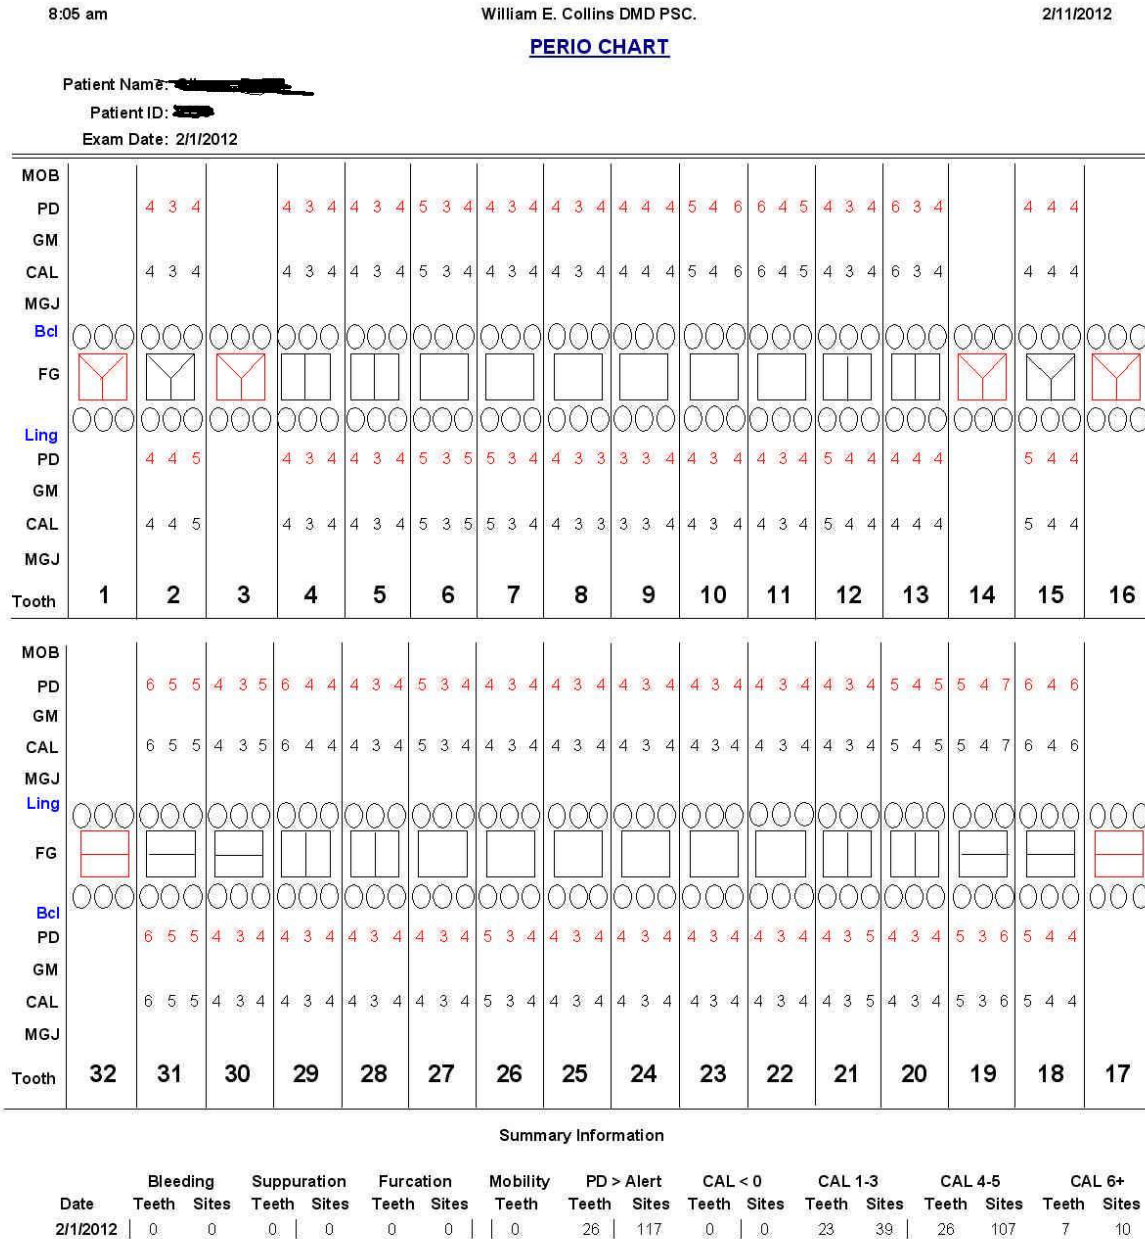 8:05 am William E. Collins DMD PSC. 2/11/2012
PERIO CHART
Patient Name:
Patient ID:
Exam Date: 2/1/2012
MOB
PD 4 3 4 4 3 4 4 3 4 5 3 4 4 3 4 4 3 4 4 4 4 5 4 6 6 4 5 4 3 4 6 3 4 4 4 4
GM
CAL 4 3 4 4 3 4 4 3 4 5 3 4 4 3 4 4 3 4 4 4 4 5 4 6 6 4 5 4 3 4 6 3 4 4 4 4
MGJ
Bcl
FG
Ling
PD 4 4 5 4 3 4 4 3 4 5 3 5 5 3 4 4 3 3 3 3 4 4 3 4 4 3 4 5 4 4 4 4 4 5 4 4
GM
CAL 4 4 5 4 3 4 4 3 4 5 3 5 5 3 4 4 3 3 3 3 4 4 3 4 4 3 4 5 4 4 4 4 4 5 4 4
MGJ
Tooth 1 2 3 4 5 6 7 8 9 10 11 12 13 14 15 16
MOB
PD 6 5 5 4 3 5 6 4 4 4 3 4 5 3 4 4 3 4 4 3 4 4 3 4 4 3 4 4 3 4 4 3 4 5 4 5 5 4 7 6 4 6
GM
CAL 6 5 5 4 3 5 6 4 4 4 3 4 5 3 4 4 3 4 4 3 4 4 3 4 4 3 4 4 3 4 4 3 4 5 4 5 5 4 7 6 4 6
MGJ
Ling
FG
Bcl
PD 6 5 5 4 3 4 4 3 4 4 3 4 4 3 4 5 3 4 4 3 4 4 3 4 4 3 4 4 3 4 4 3 5 4 3 4 5 3 6 5 4 4
GM
CAL 6 5 5 4 3 4 4 3 4 4 3 4 4 3 4 5 3 4 4 3 4 4 3 4 4 3 4 4 3 4 4 3 5 4 3 4 5 3 6 5 4 4
MGJ
Tooth 32 31 30 29 28 27 26 25 24 23 22 21 20 19 18 17
Summary Information
Bleeding Suppuration Furcation Mobility PD > Alert CAL < 0 CAL 1-3 CAL 4-5 CAL 6+
Date Teeth Sites Teeth Sites Teeth Sites Teeth Teeth Sites Teeth Sites Teeth Sites Teeth Sites Teeth Sites
2/1/2012 0 0 0 0 0 0 0 26 117 0 0 23 39 26 107 7 10